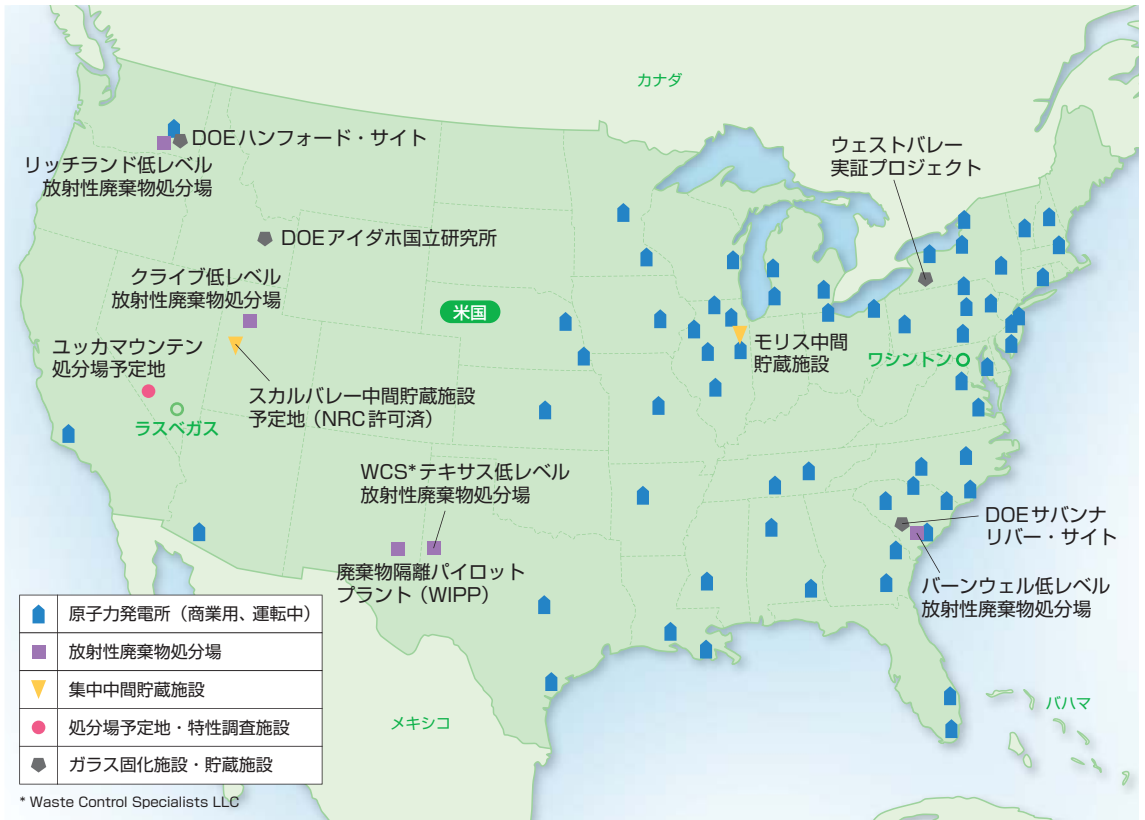 カナダ
DOEハンフォード・サイト
リッチランド低レベル
放射性廃棄物処分場
ウェストバレー
実証プロジェクト
DOEアイダホ国立研究所
クライブ低レベル
放射性廃棄物処分場
米国
ユッカマウンテン
処分場予定地
モリス中間
貯蔵施設
ワシントン
スカルバレー中間貯蔵施設
予定地（NRC許可済）
ラスベガス
WCS*テキサス低レベル
放射性廃棄物処分場
DOEサバンナ
リバー・サイト
廃棄物隔離パイロット
プラント（WIPP）
バーンウェル低レベル
放射性廃棄物処分場
原子力発電所（商業用、運転中）
放射性廃棄物処分場
集中中間貯蔵施設
処分場予定地・特性調査施設
ガラス固化施設・貯蔵施設
メキシコ
バハマ
* Waste Control Specialists LLC